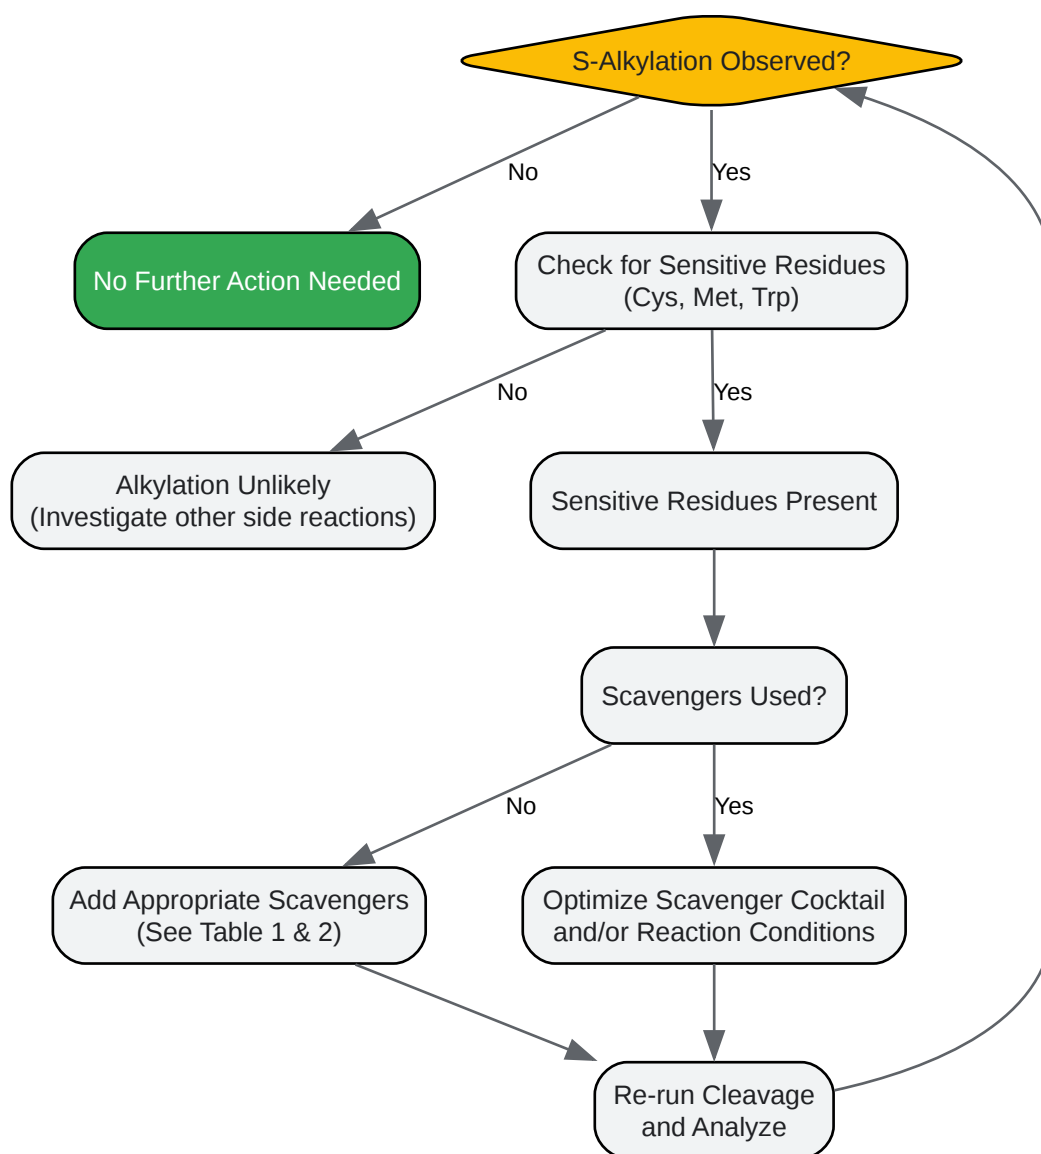 S-Alkylation Observed?
No
Yes
No Further Action Needed
Check for Sensitive Residues
(Cys, Met, Trp)
No
Yes
Alkylation Unlikely
(Investigate other side reactions)
Sensitive Residues Present
Scavengers Used?
No
Yes
Add Appropriate Scavengers
(See Table 1 & 2)
Optimize Scavenger Cocktail
and/or Reaction Conditions
Re-run Cleavage
and Analyze